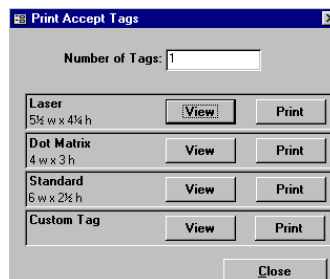 Print Accept Tags
Number of Tags: 1
Laser View Print
5½ w x 4¼ h
Dot Matrix View Print
4 w x 3 h
Standard View Print
6 w x 2½ h
Custom Tag View Print
Close